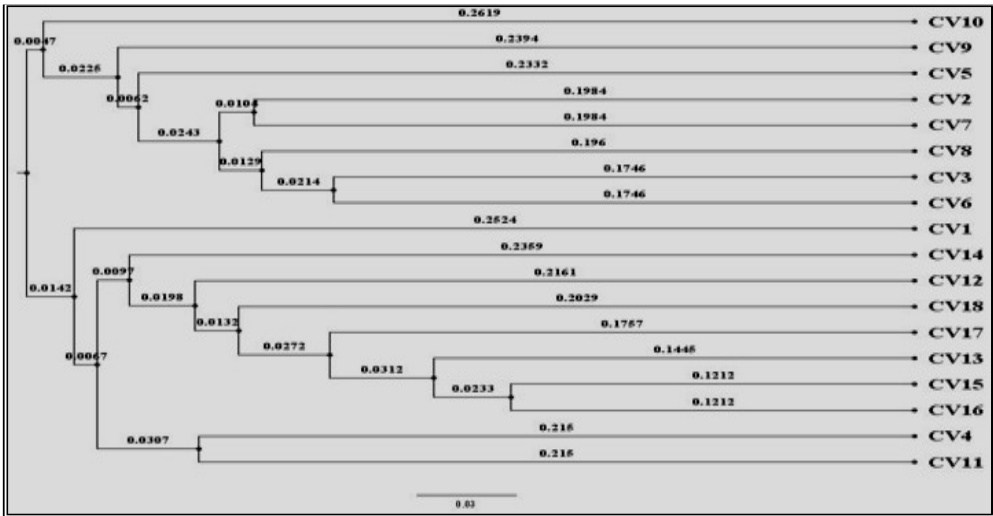 0.2619 CV10
0.0047
0.2394 CV9
0.0225
0.2332 CV5
0.0062
0.1984 CV2
0.0104
0.1984 CV7
0.0243
0.196 CV8
0.0129
0.1746 CV3
0.0214
0.1746 CV6
0.2524 CV1
0.2359 CV14
0.0097
0.2161 CV12
0.0142
0.0198
0.2029 CV18
0.0132
0.1757 CV17
0.0272
0.1445 CV13
0.0067
0.0312
0.1212 CV15
0.0233
0.1212 CV16
0.215 CV4
0.0307
0.215 CV11
0.03